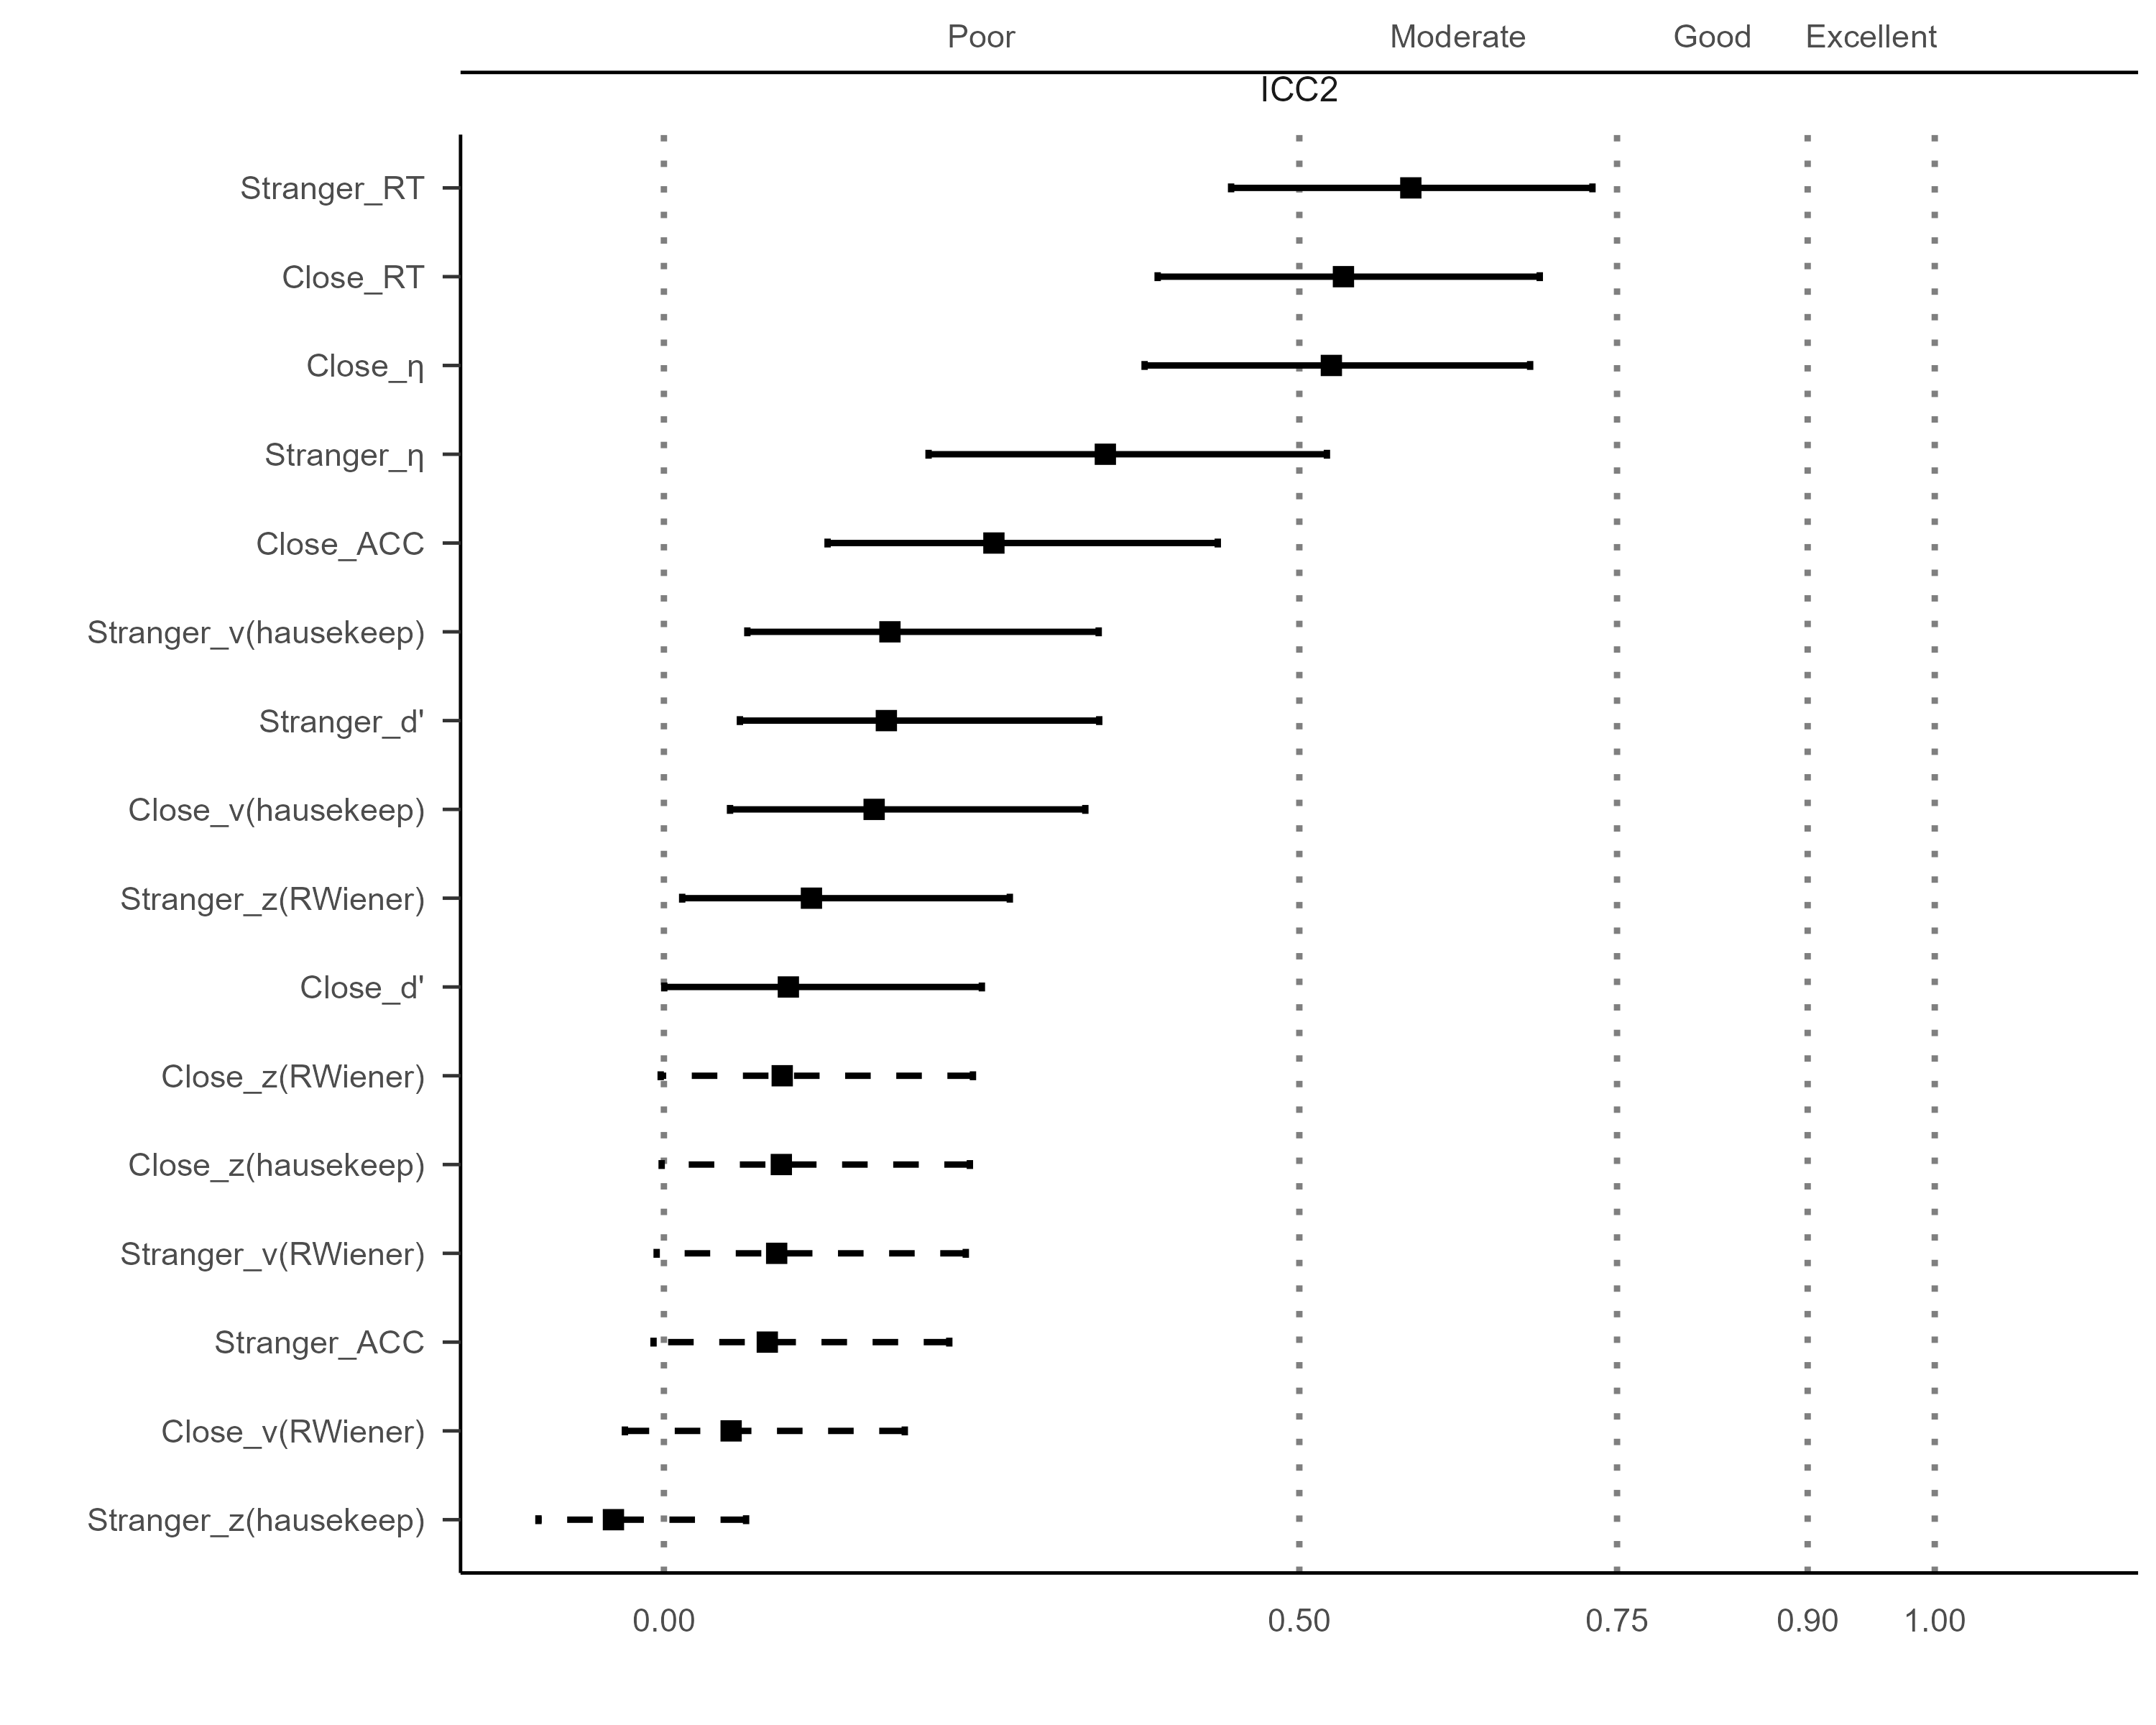 Poor Moderate Good Excellent
ICC2
Stranger_RT
Close_RT
Close_η
Stranger_η
Close_ACC
Stranger_v(hausekeep)
Stranger_d'
Close_v(hausekeep)
Stranger_z(RWiener)
Close_d'
Close_z(RWiener)
Close_z(hausekeep)
Stranger_v(RWiener)
Stranger_ACC
Close_v(RWiener)
Stranger_z(hausekeep)
0.00 0.50 0.75 0.90 1.00